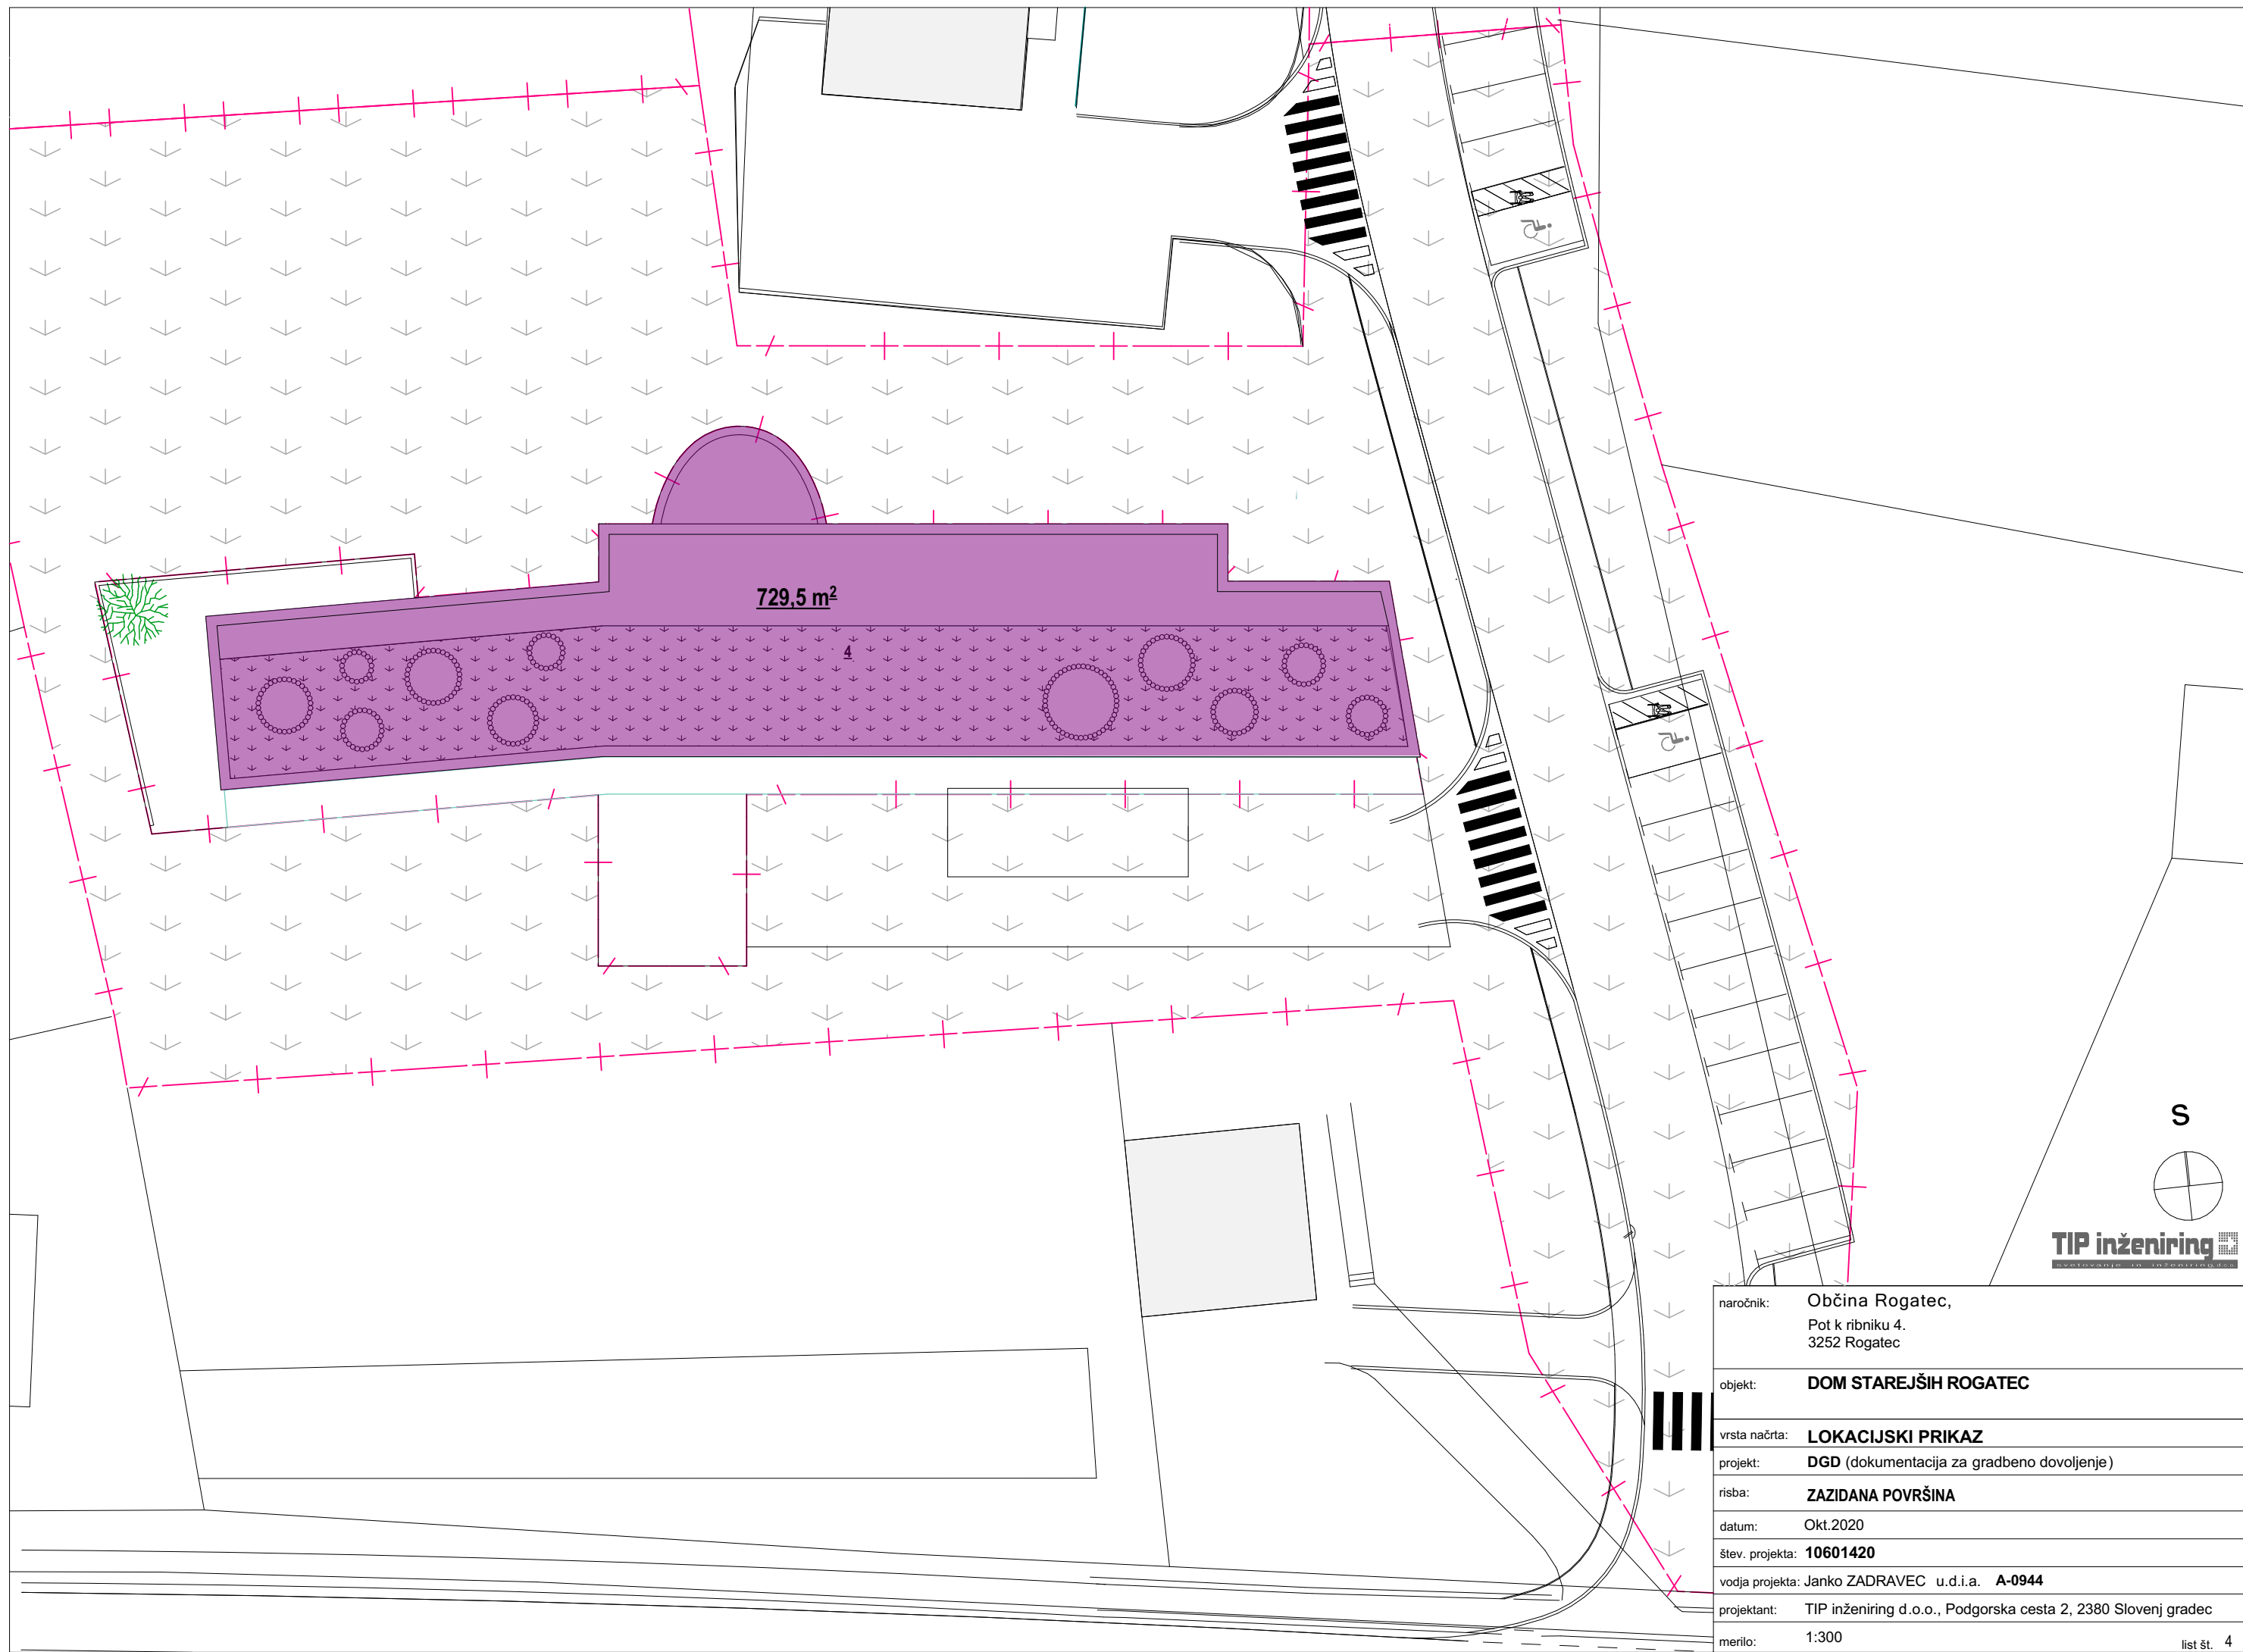 729,5 m²
4
S
TIP inženiring
svetovanje in inženiring,d.o.o.
naročnik: Občina Rogatec,
Pot k ribniku 4.
3252 Rogatec
objekt: DOM STAREJŠIH ROGATEC
vrsta načrta: LOKACIJSKI PRIKAZ
projekt: DGD (dokumentacija za gradbeno dovoljenje)
risba: ZAZIDANA POVRŠINA
datum: Okt.2020
štev. projekta: 10601420
vodja projekta: Janko ZADRAVEC u.d.i.a. A-0944
projektant: TIP inženiring d.o.o., Podgorska cesta 2, 2380 Slovenj gradec
merilo: 1:300 list št. 4